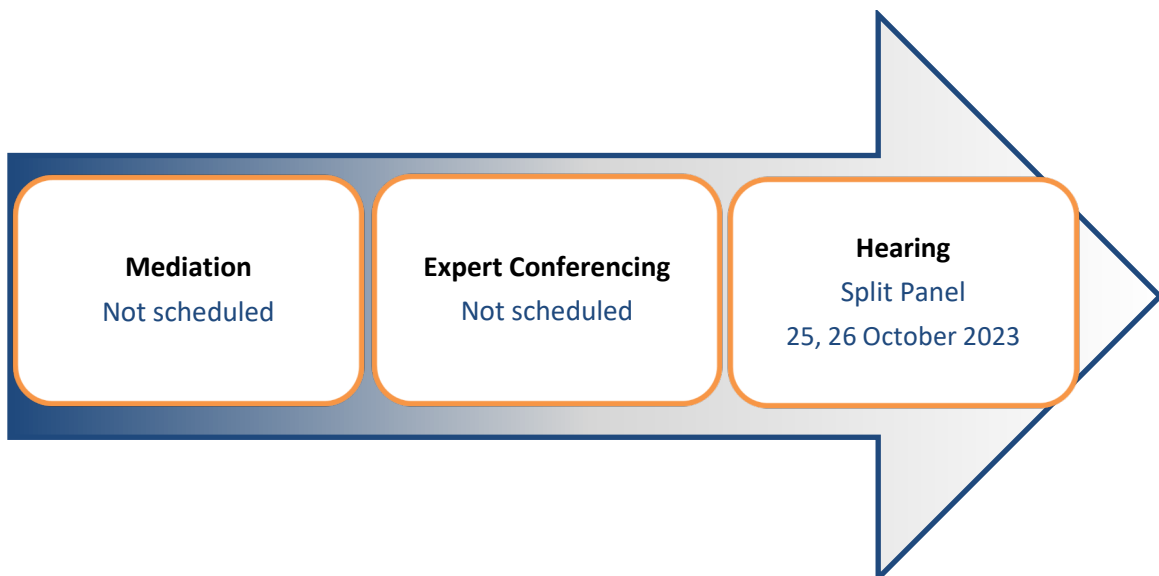 Mediation
Not scheduled
Expert Conferencing
Not scheduled
Hearing
Split Panel
25, 26 October 2023